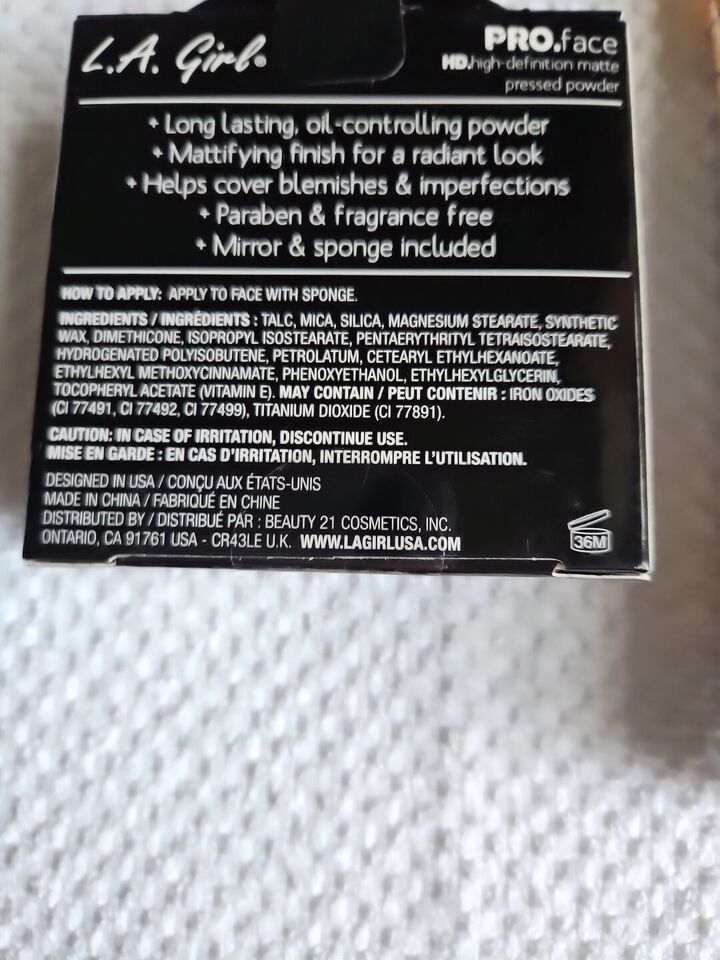 L.A. Girl®
PRO.face
HD.high-definition matte
pressed powder
+ Long lasting, oil-controlling powder
+ Mattifying finish for a radiant look
+ Helps cover blemishes & imperfections
+ Paraben & fragrance free
+ Mirror & sponge included
HOW TO APPLY: APPLY TO FACE WITH SPONGE.
INGREDIENTS / INGRÉDIENTS : TALC, MICA, SILICA, MAGNESIUM STEARATE, SYNTHETIC
WAX, DIMETHICONE, ISOPROPYL ISOSTEARATE, PENTAERYTHRITYL TETRAISOSTEARATE,
HYDROGENATED POLYISOBUTENE, PETROLATUM, CETEARYL ETHYLHEXANOATE,
ETHYLHEXYL METHOXYCINNAMATE, PHENOXYETHANOL, ETHYLHEXYLGLYCERIN,
TOCOPHERYL ACETATE (VITAMIN E). MAY CONTAIN / PEUT CONTENIR : IRON OXIDES
(CI 77491, CI 77492, CI 77499), TITANIUM DIOXIDE (CI 77891).
CAUTION: IN CASE OF IRRITATION, DISCONTINUE USE.
MISE EN GARDE : EN CAS D'IRRITATION, INTERROMPRE L'UTILISATION.
DESIGNED IN USA / CONÇU AUX ÉTATS-UNIS
MADE IN CHINA / FABRIQUÉ EN CHINE
DISTRIBUTED BY / DISTRIBUÉ PAR : BEAUTY 21 COSMETICS, INC.
ONTARIO, CA 91761 USA - CR43LE U.K. WWW.LAGIRLUSA.COM
36M